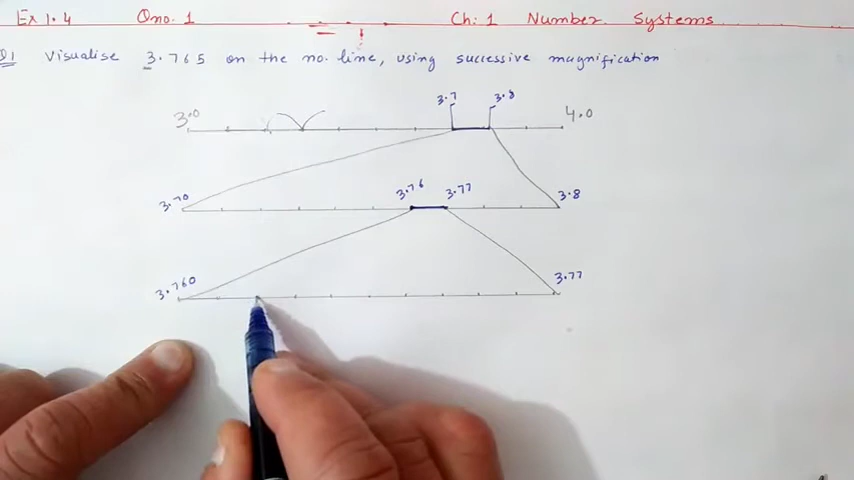 Ex 1.4 Qno. 1 Ch: 1 Number Systems
Q1 Visualise 3.765 on the no. line, using successive magnification
3.0 3.7 3.8 4.0
3.70 3.76 3.77 3.8
3.760 3.77